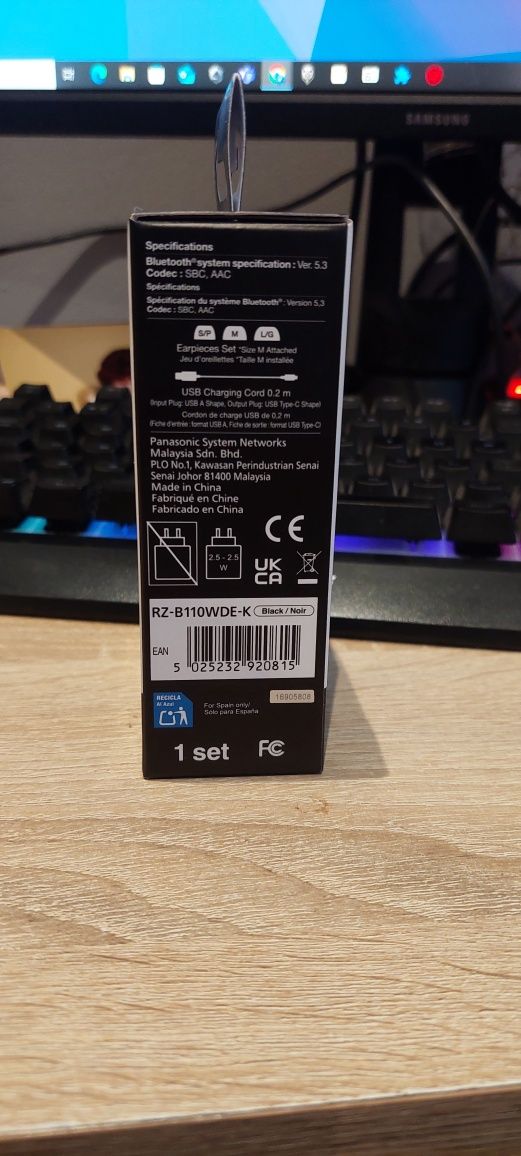 SAMSUNG
Specifications
Bluetooth® system specification : Ver. 5.3
Codec : SBC, AAC
Spécifications
Spécification du système Bluetooth® : Version 5,3
Codec : SBC, AAC
S/P M L/G
Earpieces Set *Size M Attached
Jeu d'oreillettes *Taille M installée
USB Charging Cord 0.2 m
(Input Plug: USB A Shape, Output Plug: USB Type-C Shape)
Cordon de charge USB de 0,2 m
(Fiche d'entrée : format USB A, Fiche de sortie : format USB Type-C)
Panasonic System Networks
Malaysia Sdn. Bhd.
PLO No.1, Kawasan Perindustrian Senai
Senai Johor 81400 Malaysia
Made in China
Fabriqué en Chine
Fabricado en China
CE
2.5 - 2.5
W
UK
CA
RZ-B110WDE-K Black / Noir
EAN
5 025232 920815
RECICLA
Al Azul
For Spain only/
Sólo para España
16905808
1 set FC